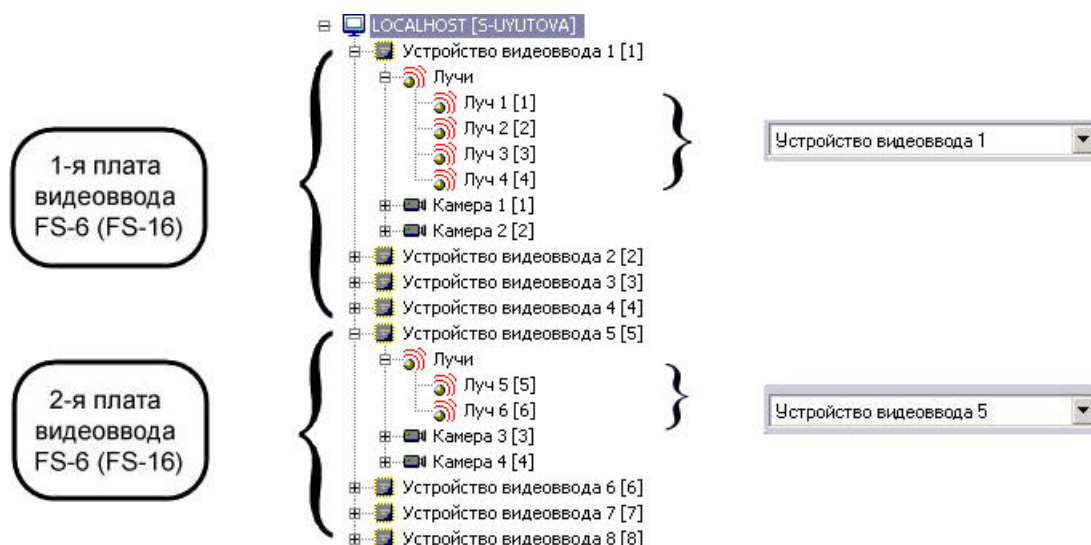 LOCALHOST [S-UYUTOVA]
Устройство видеоввода 1 [1]
Лучи
Луч 1 [1]
Луч 2 [2]
Луч 3 [3]
Луч 4 [4]
Камера 1 [1]
Камера 2 [2]
Устройство видеоввода 2 [2]
Устройство видеоввода 3 [3]
Устройство видеоввода 4 [4]
1-я плата
видеоввода
FS-6 (FS-16)
Устройство видеоввода 1
Устройство видеоввода 5 [5]
Лучи
Луч 5 [5]
Луч 6 [6]
Камера 3 [3]
Камера 4 [4]
Устройство видеоввода 6 [6]
Устройство видеоввода 7 [7]
Устройство видеоввода 8 [8]
2-я плата
видеоввода
FS-6 (FS-16)
Устройство видеоввода 5